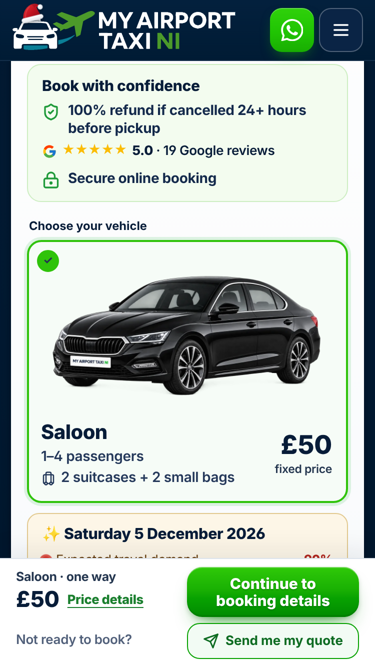 MY AIRPORT
TAXI NI
Book with confidence
100% refund if cancelled 24+ hours
before pickup
5.0 · 19 Google reviews
Secure online booking
Choose your vehicle
MY AIRPORT TAXI NI
Saloon
1–4 passengers
2 suitcases + 2 small bags
£50
fixed price
✨ Saturday 5 December 2026
Expected travel demand
Saloon · one way
£50 Price details
Continue to
booking details
Not ready to book?
Send me my quote